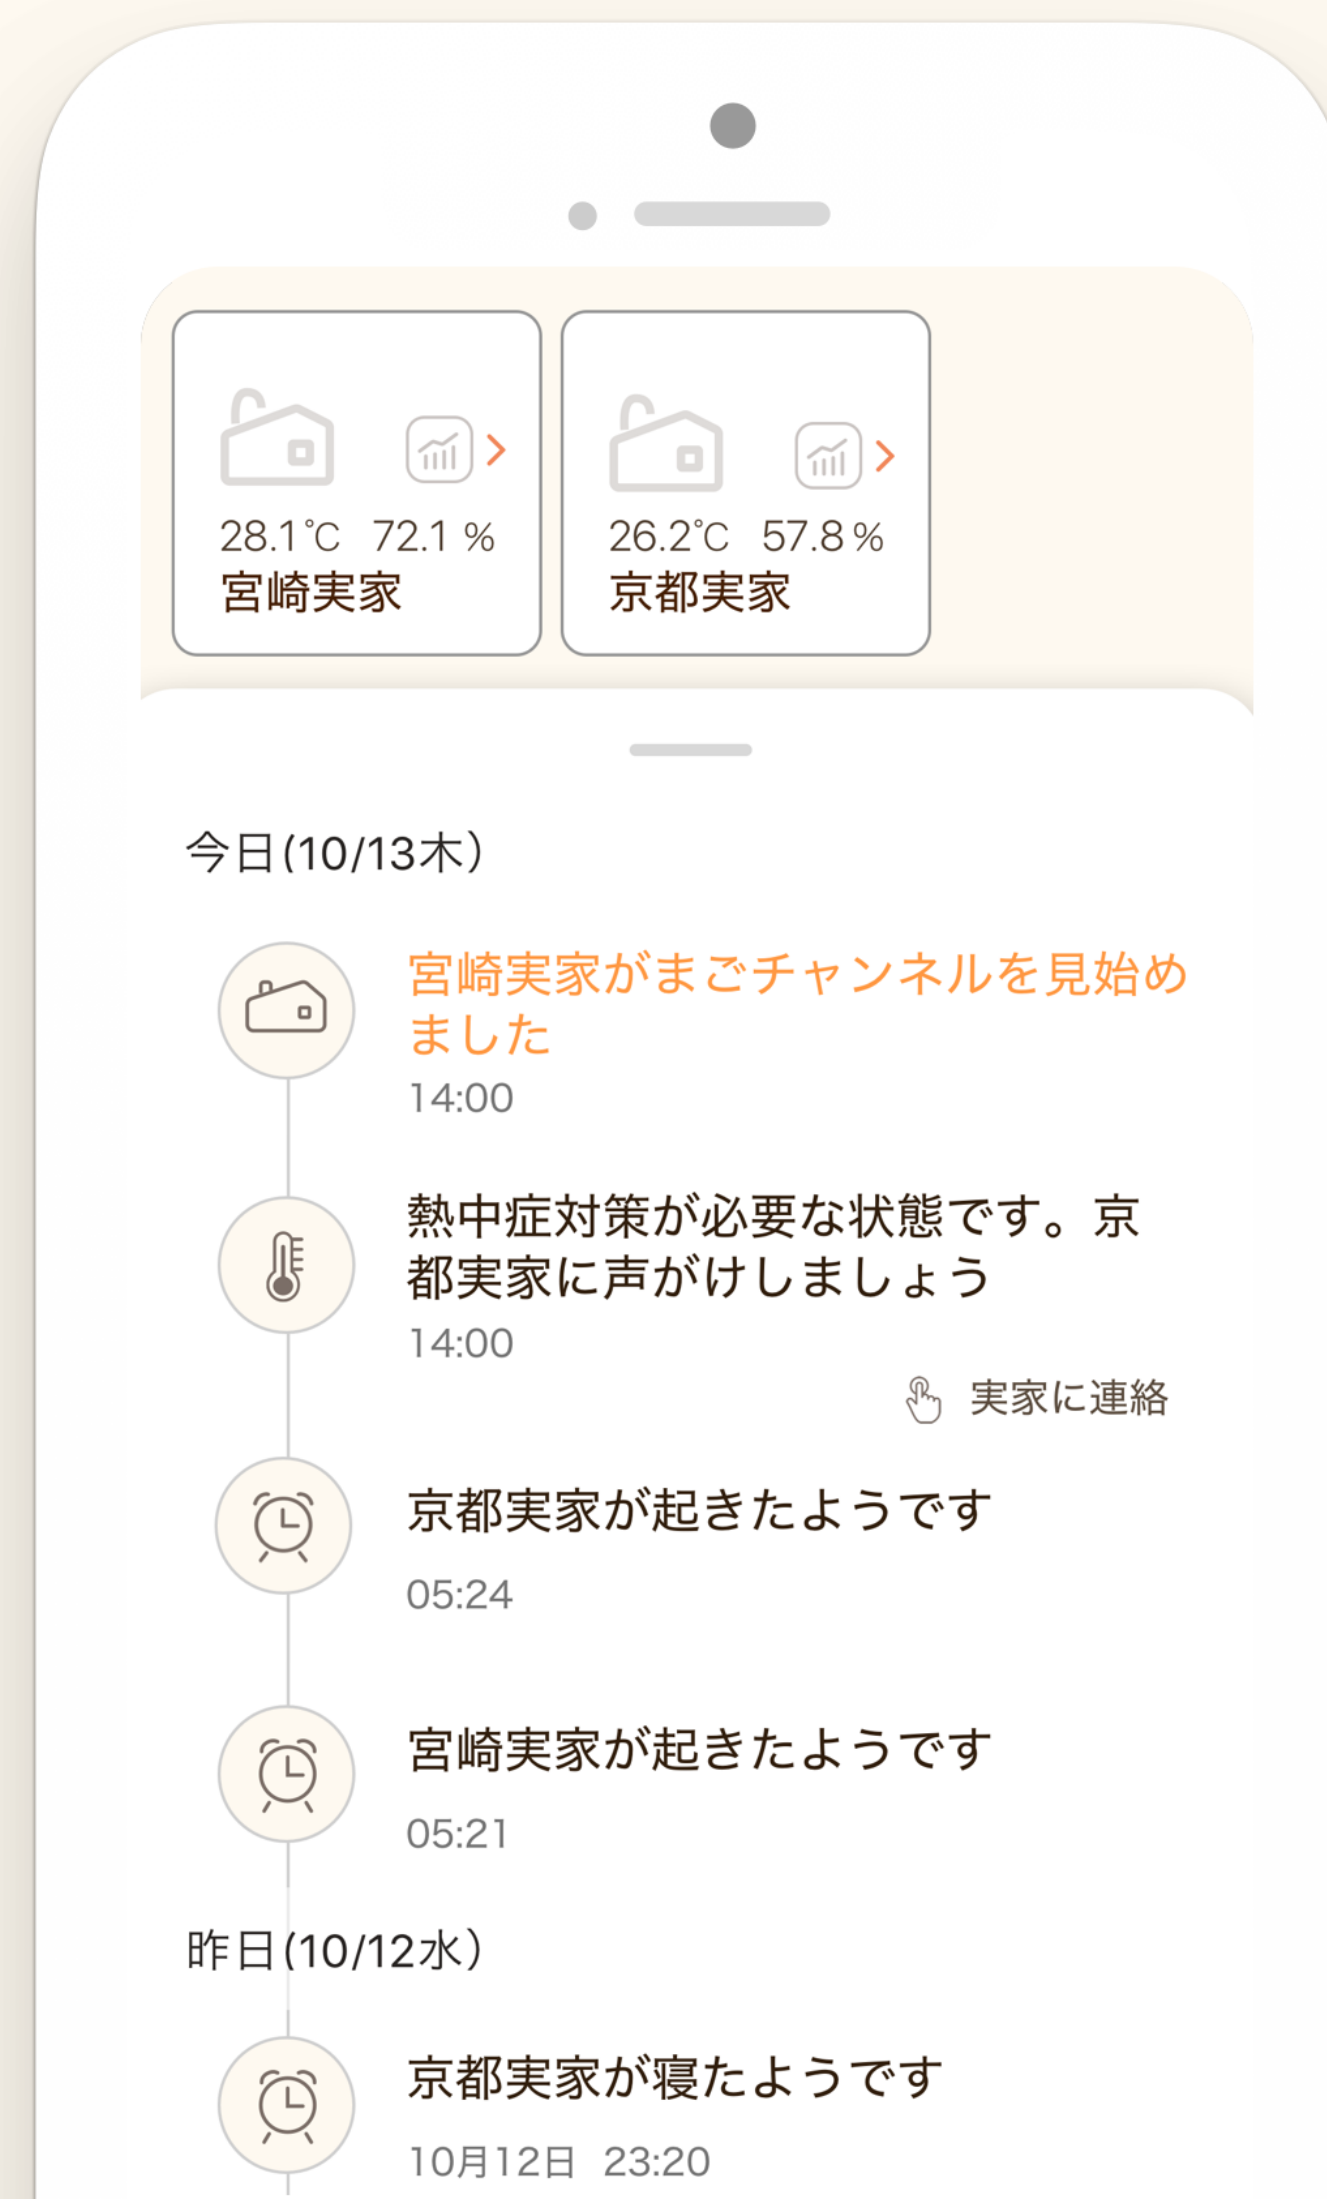 28.1℃ 72.1 %
宮崎実家
26.2℃ 57.8%
京都実家
今日(10/13木）
宮崎実家がまごチャンネルを見始め
ました
14:00
熱中症対策が必要な状態です。京
都実家に声がけしましょう
14:00
実家に連絡
京都実家が起きたようです
05:24
宮崎実家が起きたようです
05:21
昨日(10/12水）
京都実家が寝たようです
10月12日 23:20